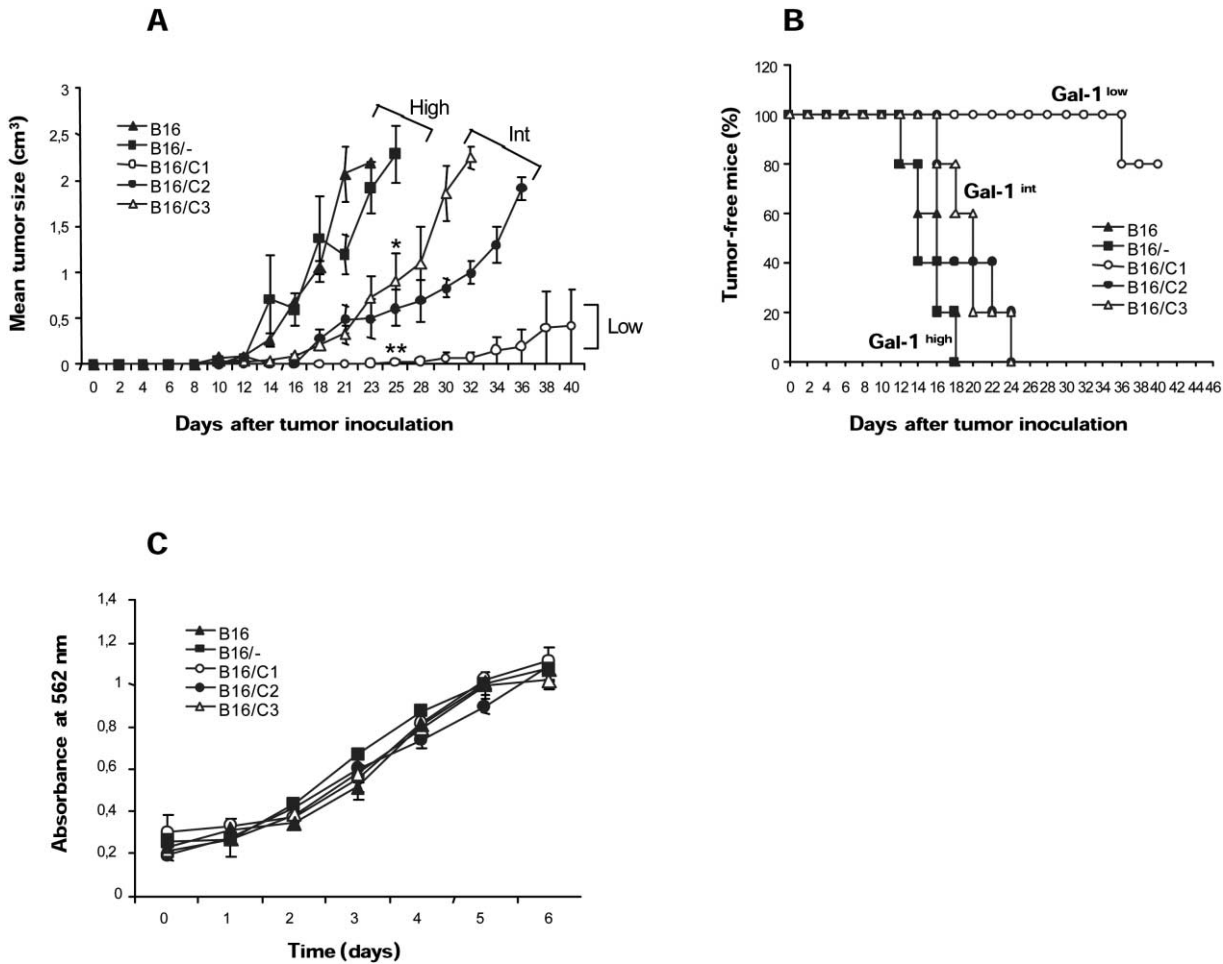 A
Mean tumor size (cm³)
3
2,5
2
1,5
1
0,5
0
B16
B16/-
B16/C1
B16/C2
B16/C3
High
Int
Low
*
**
0 2 4 6 8 10 12 14 16 18 21 23 25 28 30 32 34 36 38 40
Days after tumor inoculation
B
Tumor-free mice (%)
120
100
80
60
40
20
0
Gal-1 low
Gal-1 int
Gal-1 high
B16
B16/-
B16/C1
B16/C2
B16/C3
0 2 4 6 8 10 12 14 16 18 20 22 24 26 28 30 32 34 36 38 40 42 44 46
Days after tumor inoculation
C
Absorbance at 562 nm
1,4
1,2
1
0,8
0,6
0,4
0,2
0
B16
B16/-
B16/C1
B16/C2
B16/C3
0 1 2 3 4 5 6
Time (days)